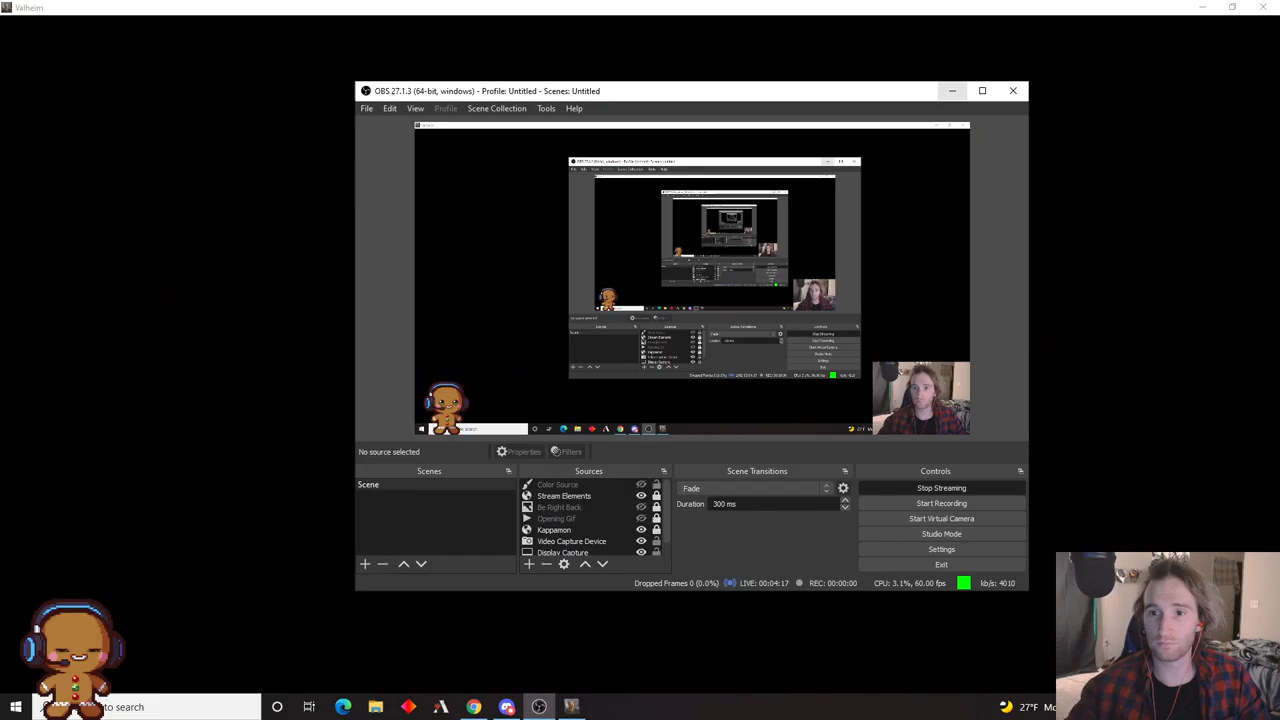 Valheim
OBS 27.1.3 (64-bit, windows) - Profile: Untitled - Scenes: Untitled
File Edit View Profile Scene Collection Tools Help
No source selected Properties Filters
Scenes Sources Scene Transitions Controls
Scene
Color Source
Stream Elements
Be Right Back
Opening Gif
Kappamon
Video Capture Device
Display Capture
Fade
Duration 300 ms
Stop Streaming
Start Recording
Start Virtual Camera
Studio Mode
Settings
Exit
Dropped Frames 0 (0.0%) LIVE: 00:04:17 REC: 00:00:00 CPU: 3.1%, 60.00 fps kb/s: 4010
to search
27°F Mo